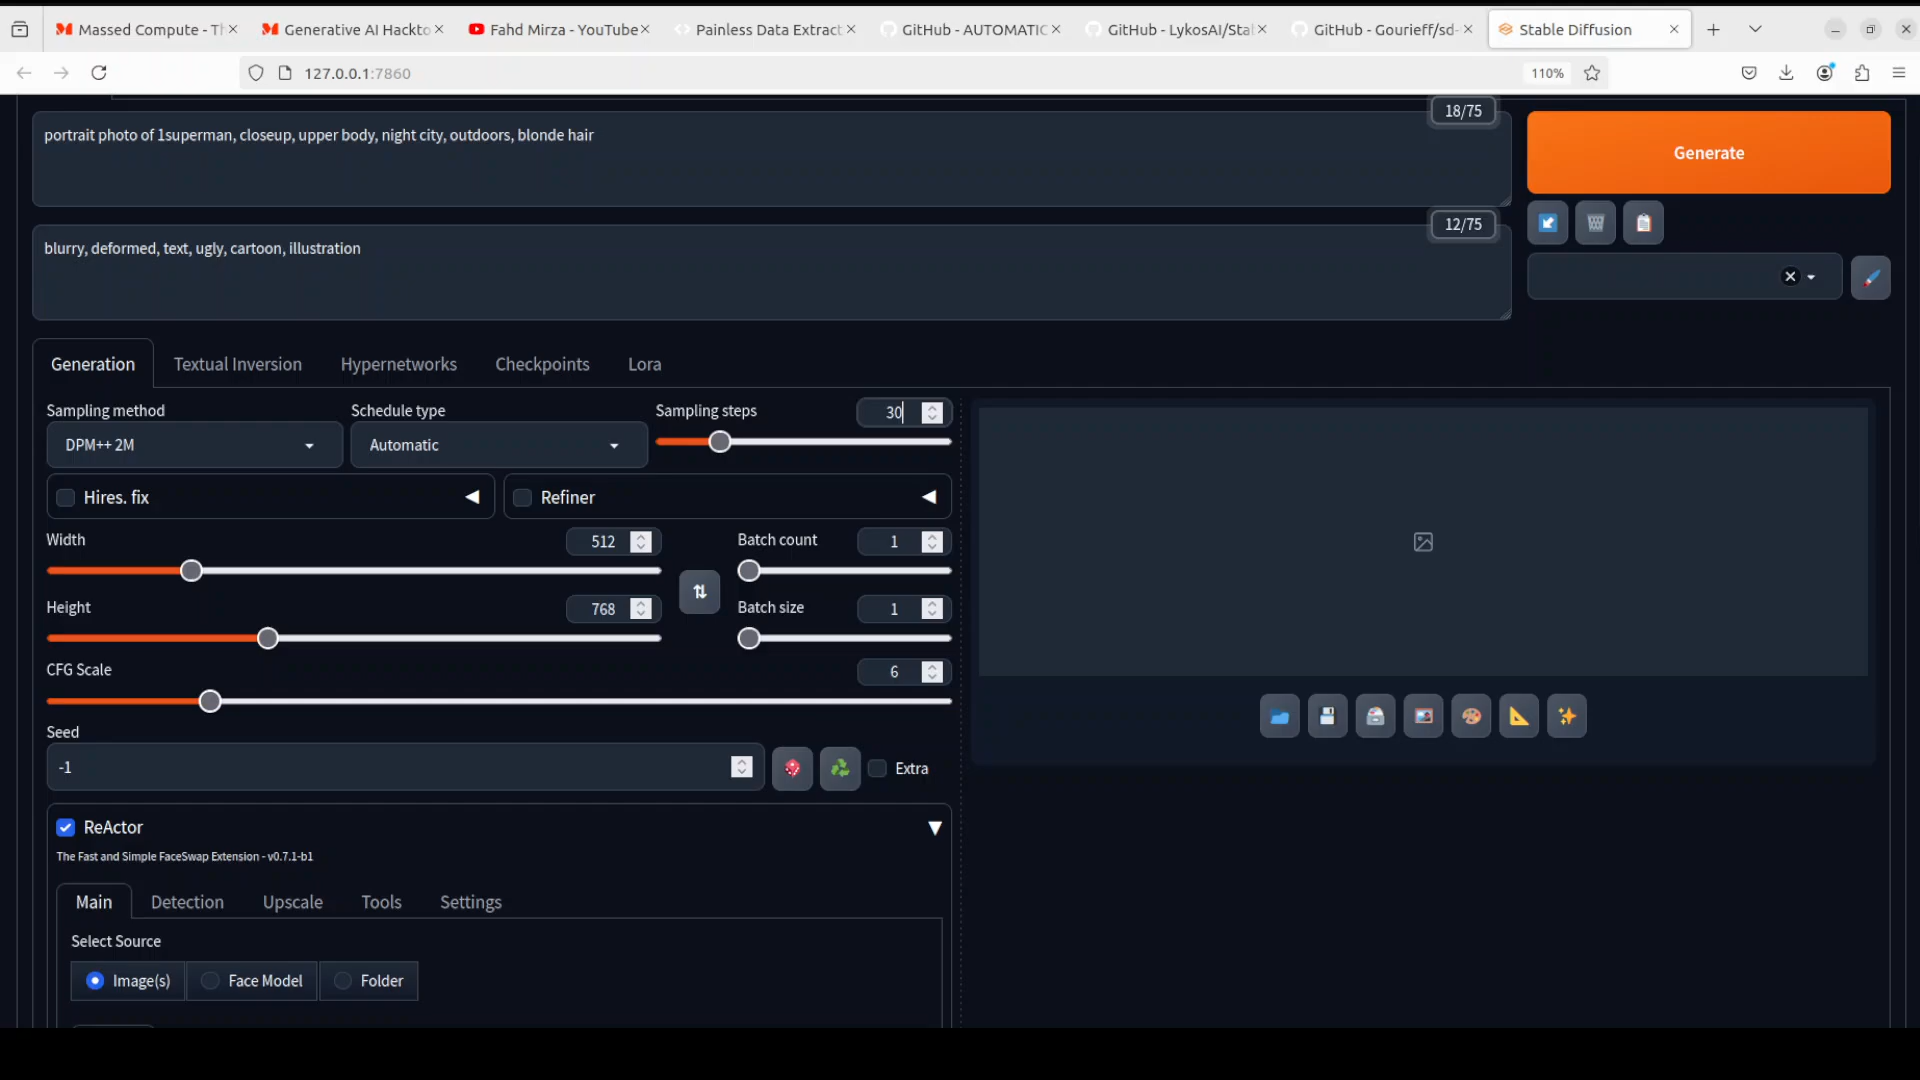 Massed Compute - Th
Generative AI Hackto
Fahd Mirza - YouTube
Painless Data Extract
GitHub - AUTOMATIC
GitHub - LykosAI/Stal
GitHub - Gourieff/sd-
Stable Diffusion
127.0.0.1:7860
110%
18/75
portrait photo of 1superman, closeup, upper body, night city, outdoors, blonde hair
Generate
12/75
blurry, deformed, text, ugly, cartoon, illustration
Generation
Textual Inversion
Hypernetworks
Checkpoints
Lora
Sampling method
Schedule type
Sampling steps
30
DPM++ 2M
Automatic
Hires. fix
Refiner
Width
512
Batch count
1
Height
768
Batch size
1
CFG Scale
6
Seed
-1
Extra
ReActor
The Fast and Simple FaceSwap Extension - v0.7.1-b1
Main
Detection
Upscale
Tools
Settings
Select Source
Image(s)
Face Model
Folder